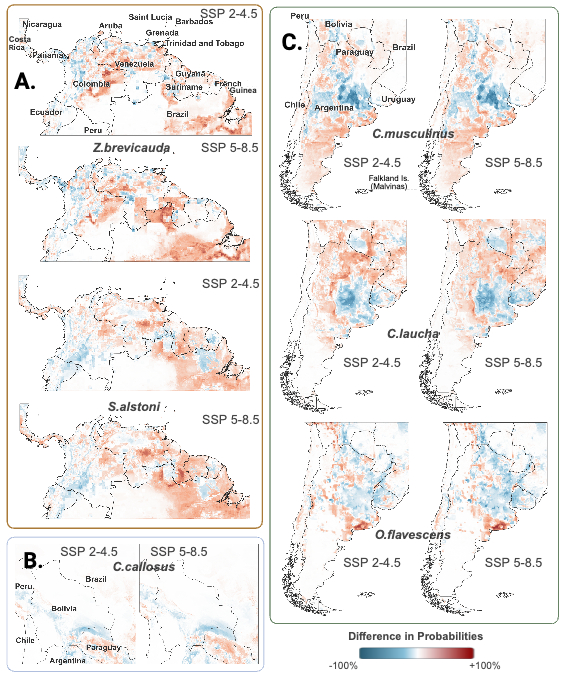 A.
SSP 2-4.5
Nicaragua
Costa
Rica
Panama
Aruba
Saint Lucia
Barbados
Grenada
Trinidad and Tobago
Venezuela
Colombia
Guyana
Suriname
French
Guinea
Ecuador
Peru
Brazil
Z.brevicauda
SSP 5-8.5
SSP 2-4.5
S.alstoni
SSP 5-8.5
B.
SSP 2-4.5
SSP 5-8.5
C.callosus
Brazil
Peru
Bolivia
Chile
Paraguay
Argentina
C.
Peru
Bolivia
Brazil
Paraguay
Chile
Argentina
Uruguay
C.musculinus
SSP 2-4.5
SSP 5-8.5
Falkland Is.
(Malvinas)
C.laucha
SSP 2-4.5
SSP 5-8.5
O.flavescens
SSP 2-4.5
SSP 5-8.5
Difference in Probabilities
-100%
+100%